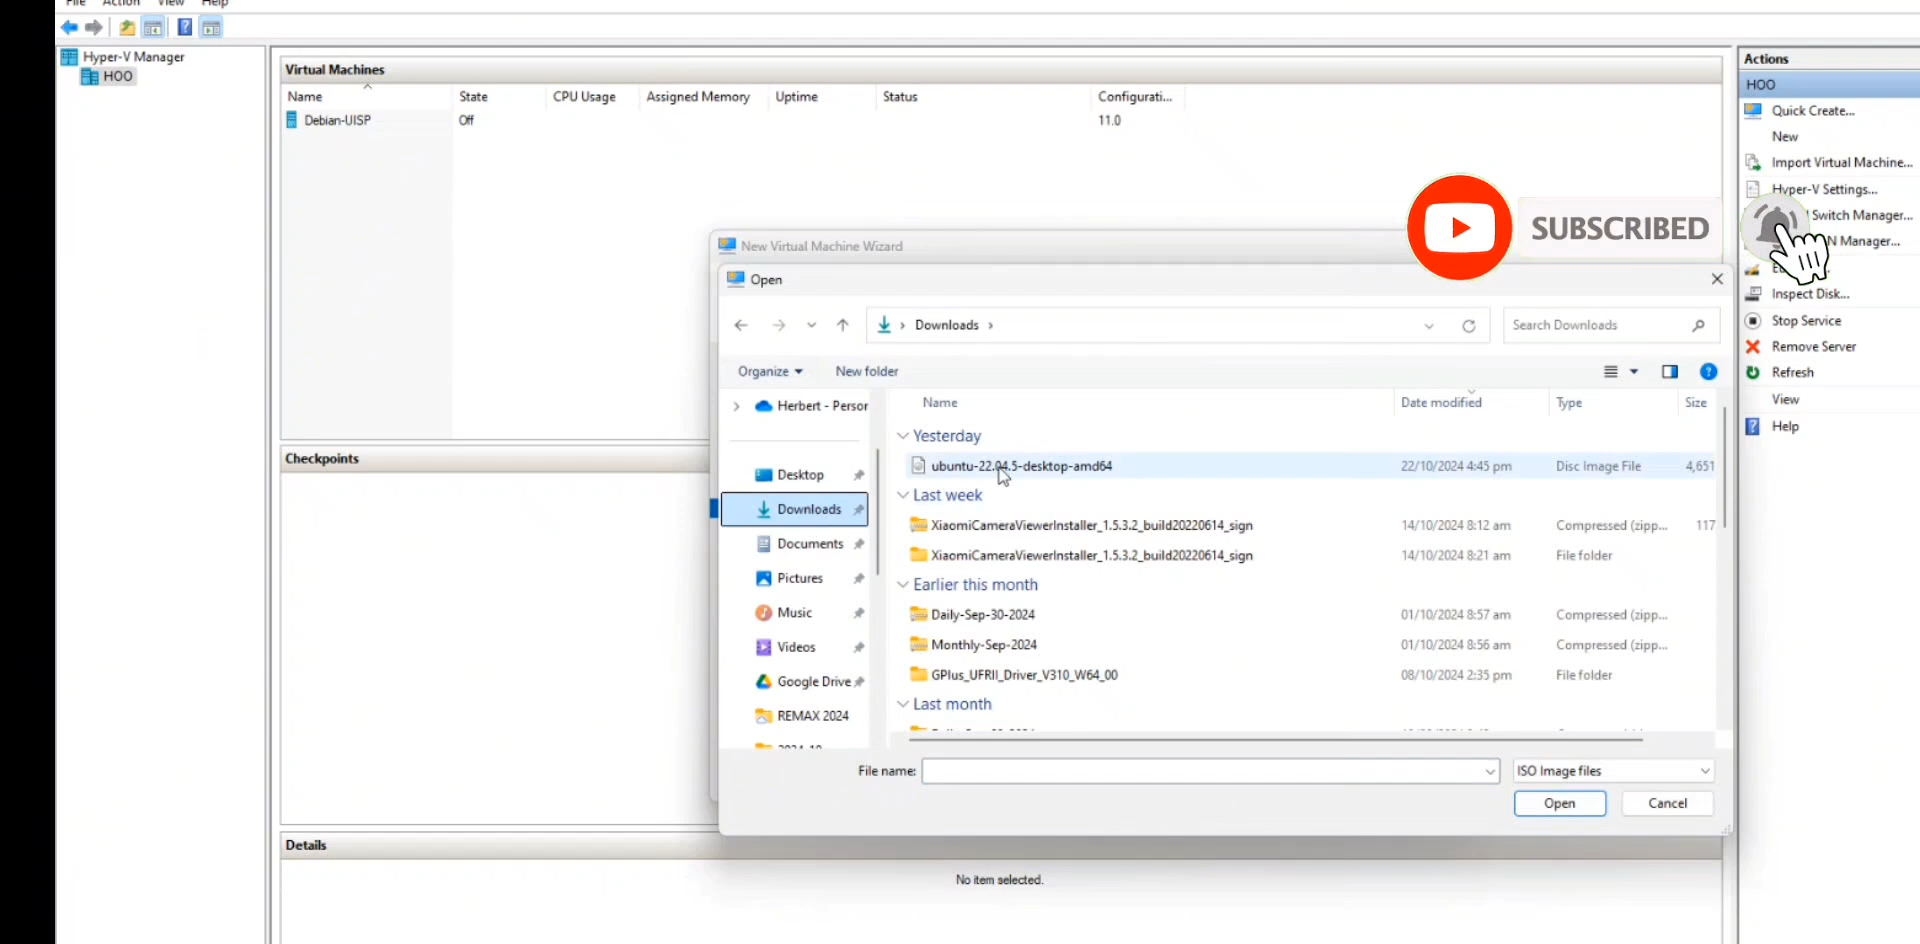 File Action View Help
Hyper-V Manager
HOO
Virtual Machines
Name State CPU Usage Assigned Memory Uptime Status Configurati...
Debian-UISP Off 11.0
Checkpoints
Details
No item selected.
New Virtual Machine Wizard
Open
Downloads
Search Downloads
Organize New folder
Herbert - Person
Desktop
Downloads
Documents
Pictures
Music
Videos
Google Drive
REMAX 2024
Name Date modified Type Size
Yesterday
ubuntu-22.04.5-desktop-amd64 22/10/2024 4:45 pm Disc Image File 4,651
Last week
XiaomiCameraViewerInstaller_1.5.3.2_build20220614_sign 14/10/2024 8:12 am Compressed (zipp... 117
XiaomiCameraViewerInstaller_1.5.3.2_build20220614_sign 14/10/2024 8:21 am File folder
Earlier this month
Daily-Sep-30-2024 01/10/2024 8:57 am Compressed (zipp...
Monthly-Sep-2024 01/10/2024 8:56 am Compressed (zipp...
GPlus_UFRII_Driver_V310_W64_00 08/10/2024 2:35 pm File folder
Last month
File name: ISO Image files
Open Cancel
SUBSCRIBED
Actions
HOO
Quick Create...
New
Import Virtual Machine...
Hyper-V Settings...
Switch Manager...
N Manager...
Inspect Disk...
Stop Service
Remove Server
Refresh
View
Help